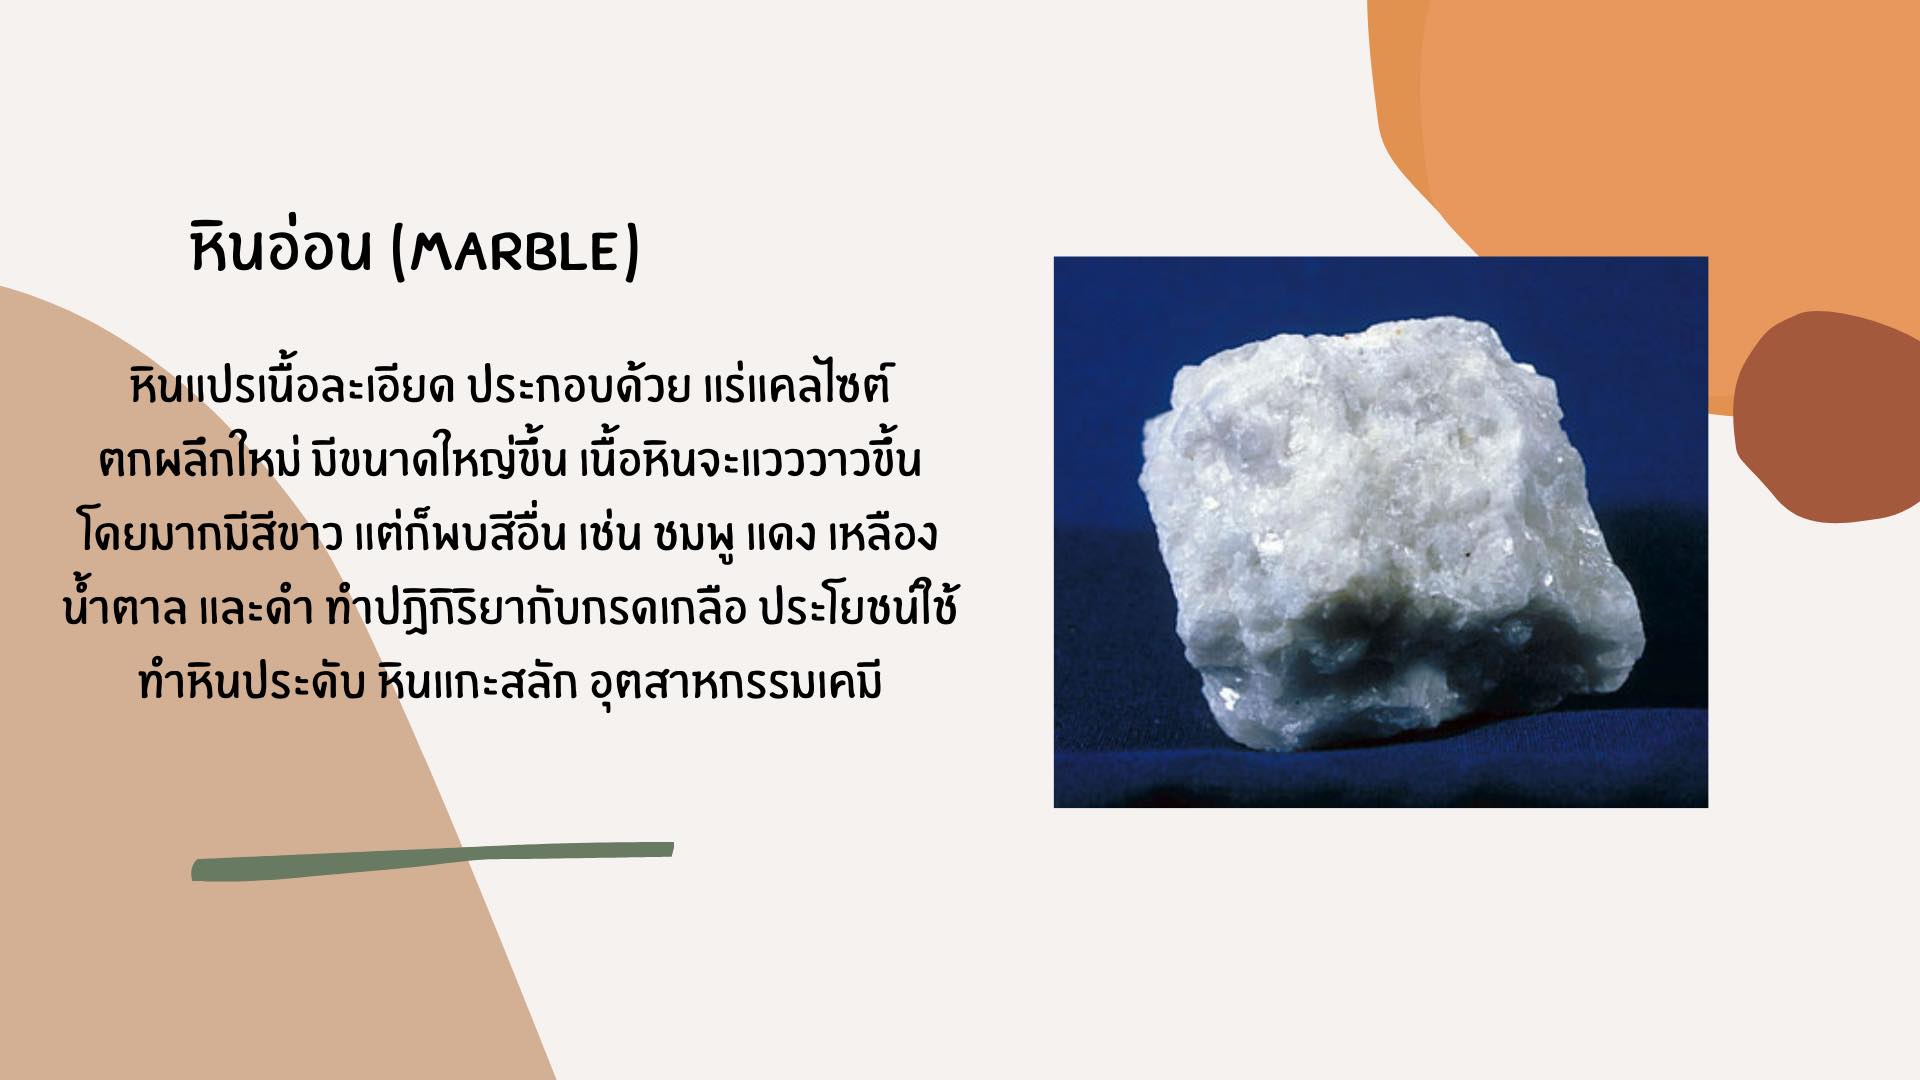 หินอ่อน (MARBLE)
หินแปรเนื้อละเอียด ประกอบด้วย แร่แคลไซต์
ตกผลึกใหม่ มีขนาดใหญ่ขึ้น เนื้อหินจะแวววาวขึ้น
โดยมากมีสีขาว แต่ก็พบสีอื่น เช่น ชมพู แดง เหลือง
น้ำตาล และดำ ทำปฎิกิริยากับกรดเกลือ ประโยชน์ใช้
ทำหินประดับ หินแกะสลัก อุตสาหกรรมเคมี